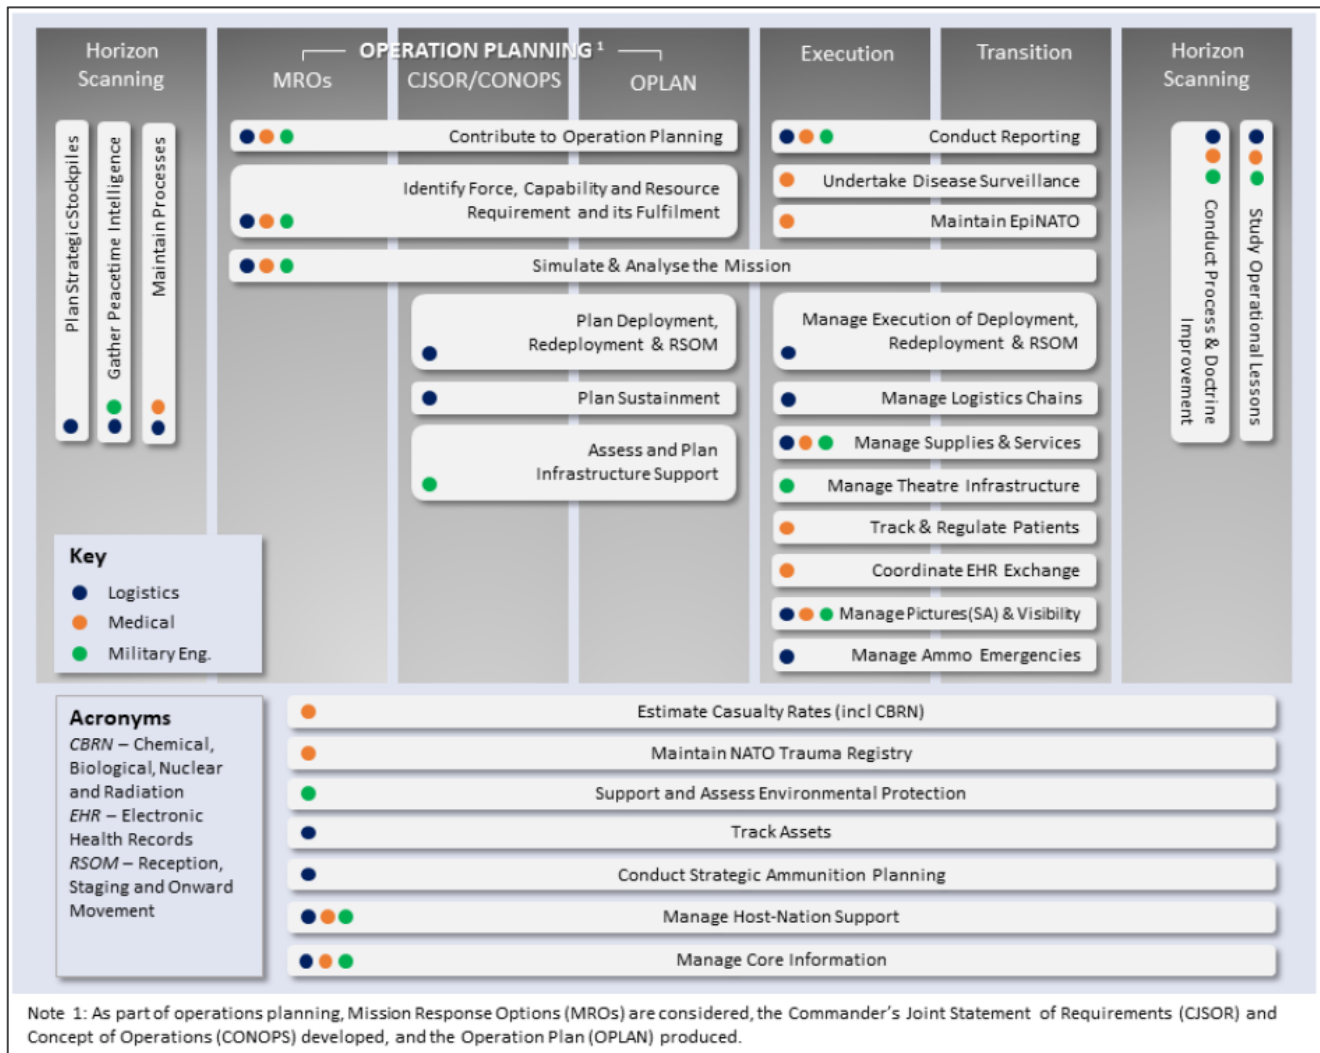 Horizon
Scanning
OPERATION PLANNING 1
MROs
CJSOR/CONOPS
OPLAN
Execution
Transition
Horizon
Scanning
Plan Strategic Stockpiles
Gather Peacetime Intelligence
Maintain Processes
Contribute to Operation Planning
Identify Force, Capability and Resource
Requirement and its Fulfilment
Simulate & Analyse the Mission
Plan Deployment,
Redeployment & RSOM
Plan Sustainment
Assess and Plan
Infrastructure Support
Conduct Reporting
Undertake Disease Surveillance
Maintain EpiNATO
Manage Execution of Deployment,
Redeployment & RSOM
Manage Logistics Chains
Manage Supplies & Services
Manage Theatre Infrastructure
Track & Regulate Patients
Coordinate EHR Exchange
Manage Pictures(SA) & Visibility
Manage Ammo Emergencies
Conduct Process & Doctrine
Improvement
Study Operational Lessons
Key
Logistics
Medical
Military Eng.
Acronyms
CBRN – Chemical,
Biological, Nuclear
and Radiation
EHR – Electronic
Health Records
RSOM – Reception,
Staging and Onward
Movement
Estimate Casualty Rates (incl CBRN)
Maintain NATO Trauma Registry
Support and Assess Environmental Protection
Track Assets
Conduct Strategic Ammunition Planning
Manage Host-Nation Support
Manage Core Information
Note 1: As part of operations planning, Mission Response Options (MROs) are considered, the Commander's Joint Statement of Requirements (CJSOR) and
Concept of Operations (CONOPS) developed, and the Operation Plan (OPLAN) produced.